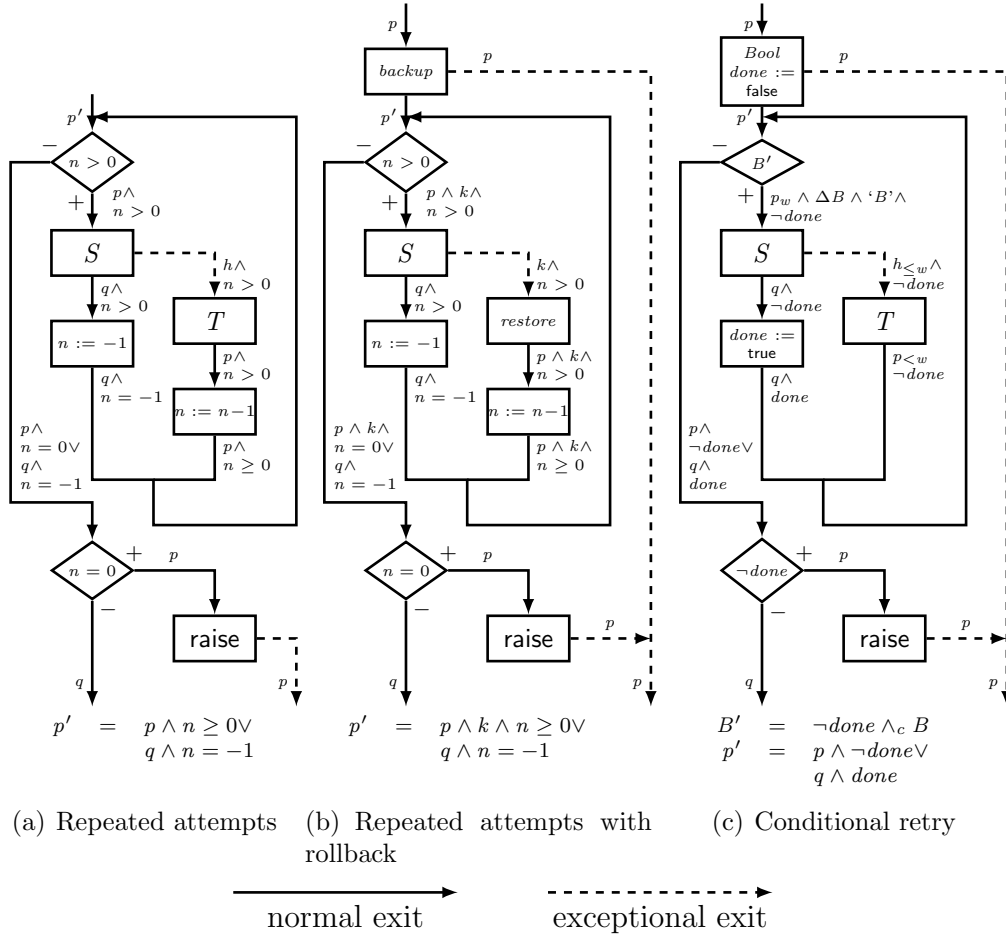 p
p'
n > 0
−
+
p∧
n > 0
S
h∧
n > 0
q∧
n > 0
T
n := −1
p∧
n > 0
q∧
n = −1
n := n−1
p∧
n = 0∨
q∧
n = −1
p∧
n ≥ 0
n = 0
+
p
−
raise
q
p
p' = p ∧ n ≥ 0∨
q ∧ n = −1
(a) Repeated attempts
p
backup
p
p'
n > 0
−
+
p ∧ k∧
n > 0
S
k∧
n > 0
q∧
n > 0
restore
n := −1
p ∧ k∧
n > 0
q∧
n = −1
n := n−1
p ∧ k∧
n = 0∨
q∧
n = −1
p ∧ k∧
n ≥ 0
n = 0
+
p
−
raise
p
q
p
p' = p ∧ k ∧ n ≥ 0∨
q ∧ n = −1
(b) Repeated attempts with
rollback
Bool
done :=
false
p
p'
B'
−
+
p_w ∧ ΔB ∧ ‘B’∧
¬done
S
h_{≤w}∧
¬done
q∧
¬done
T
done :=
true
p_{<w}
¬done
q∧
done
p∧
¬done∨
q∧
done
¬done
+
p
−
raise
p
q
p
B' = ¬done ∧_c B
p' = p ∧ ¬done∨
q ∧ done
(c) Conditional retry
normal exit
exceptional exit